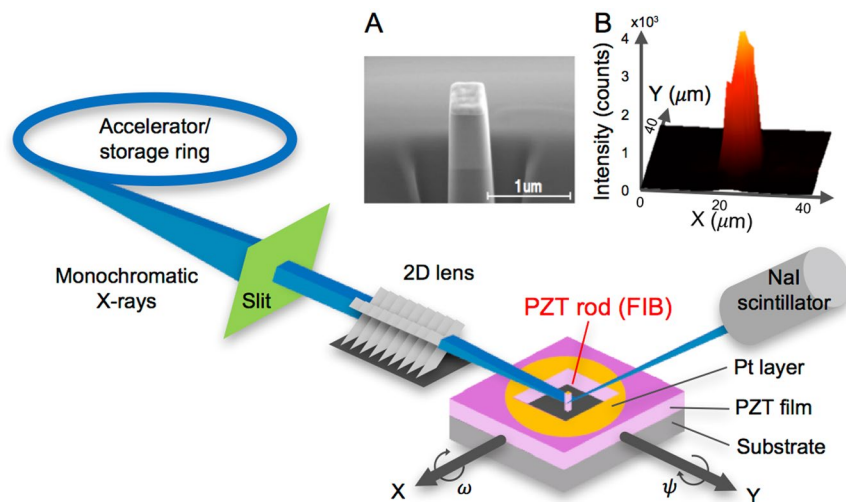 A
B
x10³
4
3
2
1
0
Intensity (counts)
Y (μm)
40
0
20
40
X (μm)
1um
Accelerator/
storage ring
Monochromatic
X-rays
Slit
2D lens
NaI
scintillator
PZT rod (FIB)
Pt layer
PZT film
Substrate
X
ω
ψ
Y